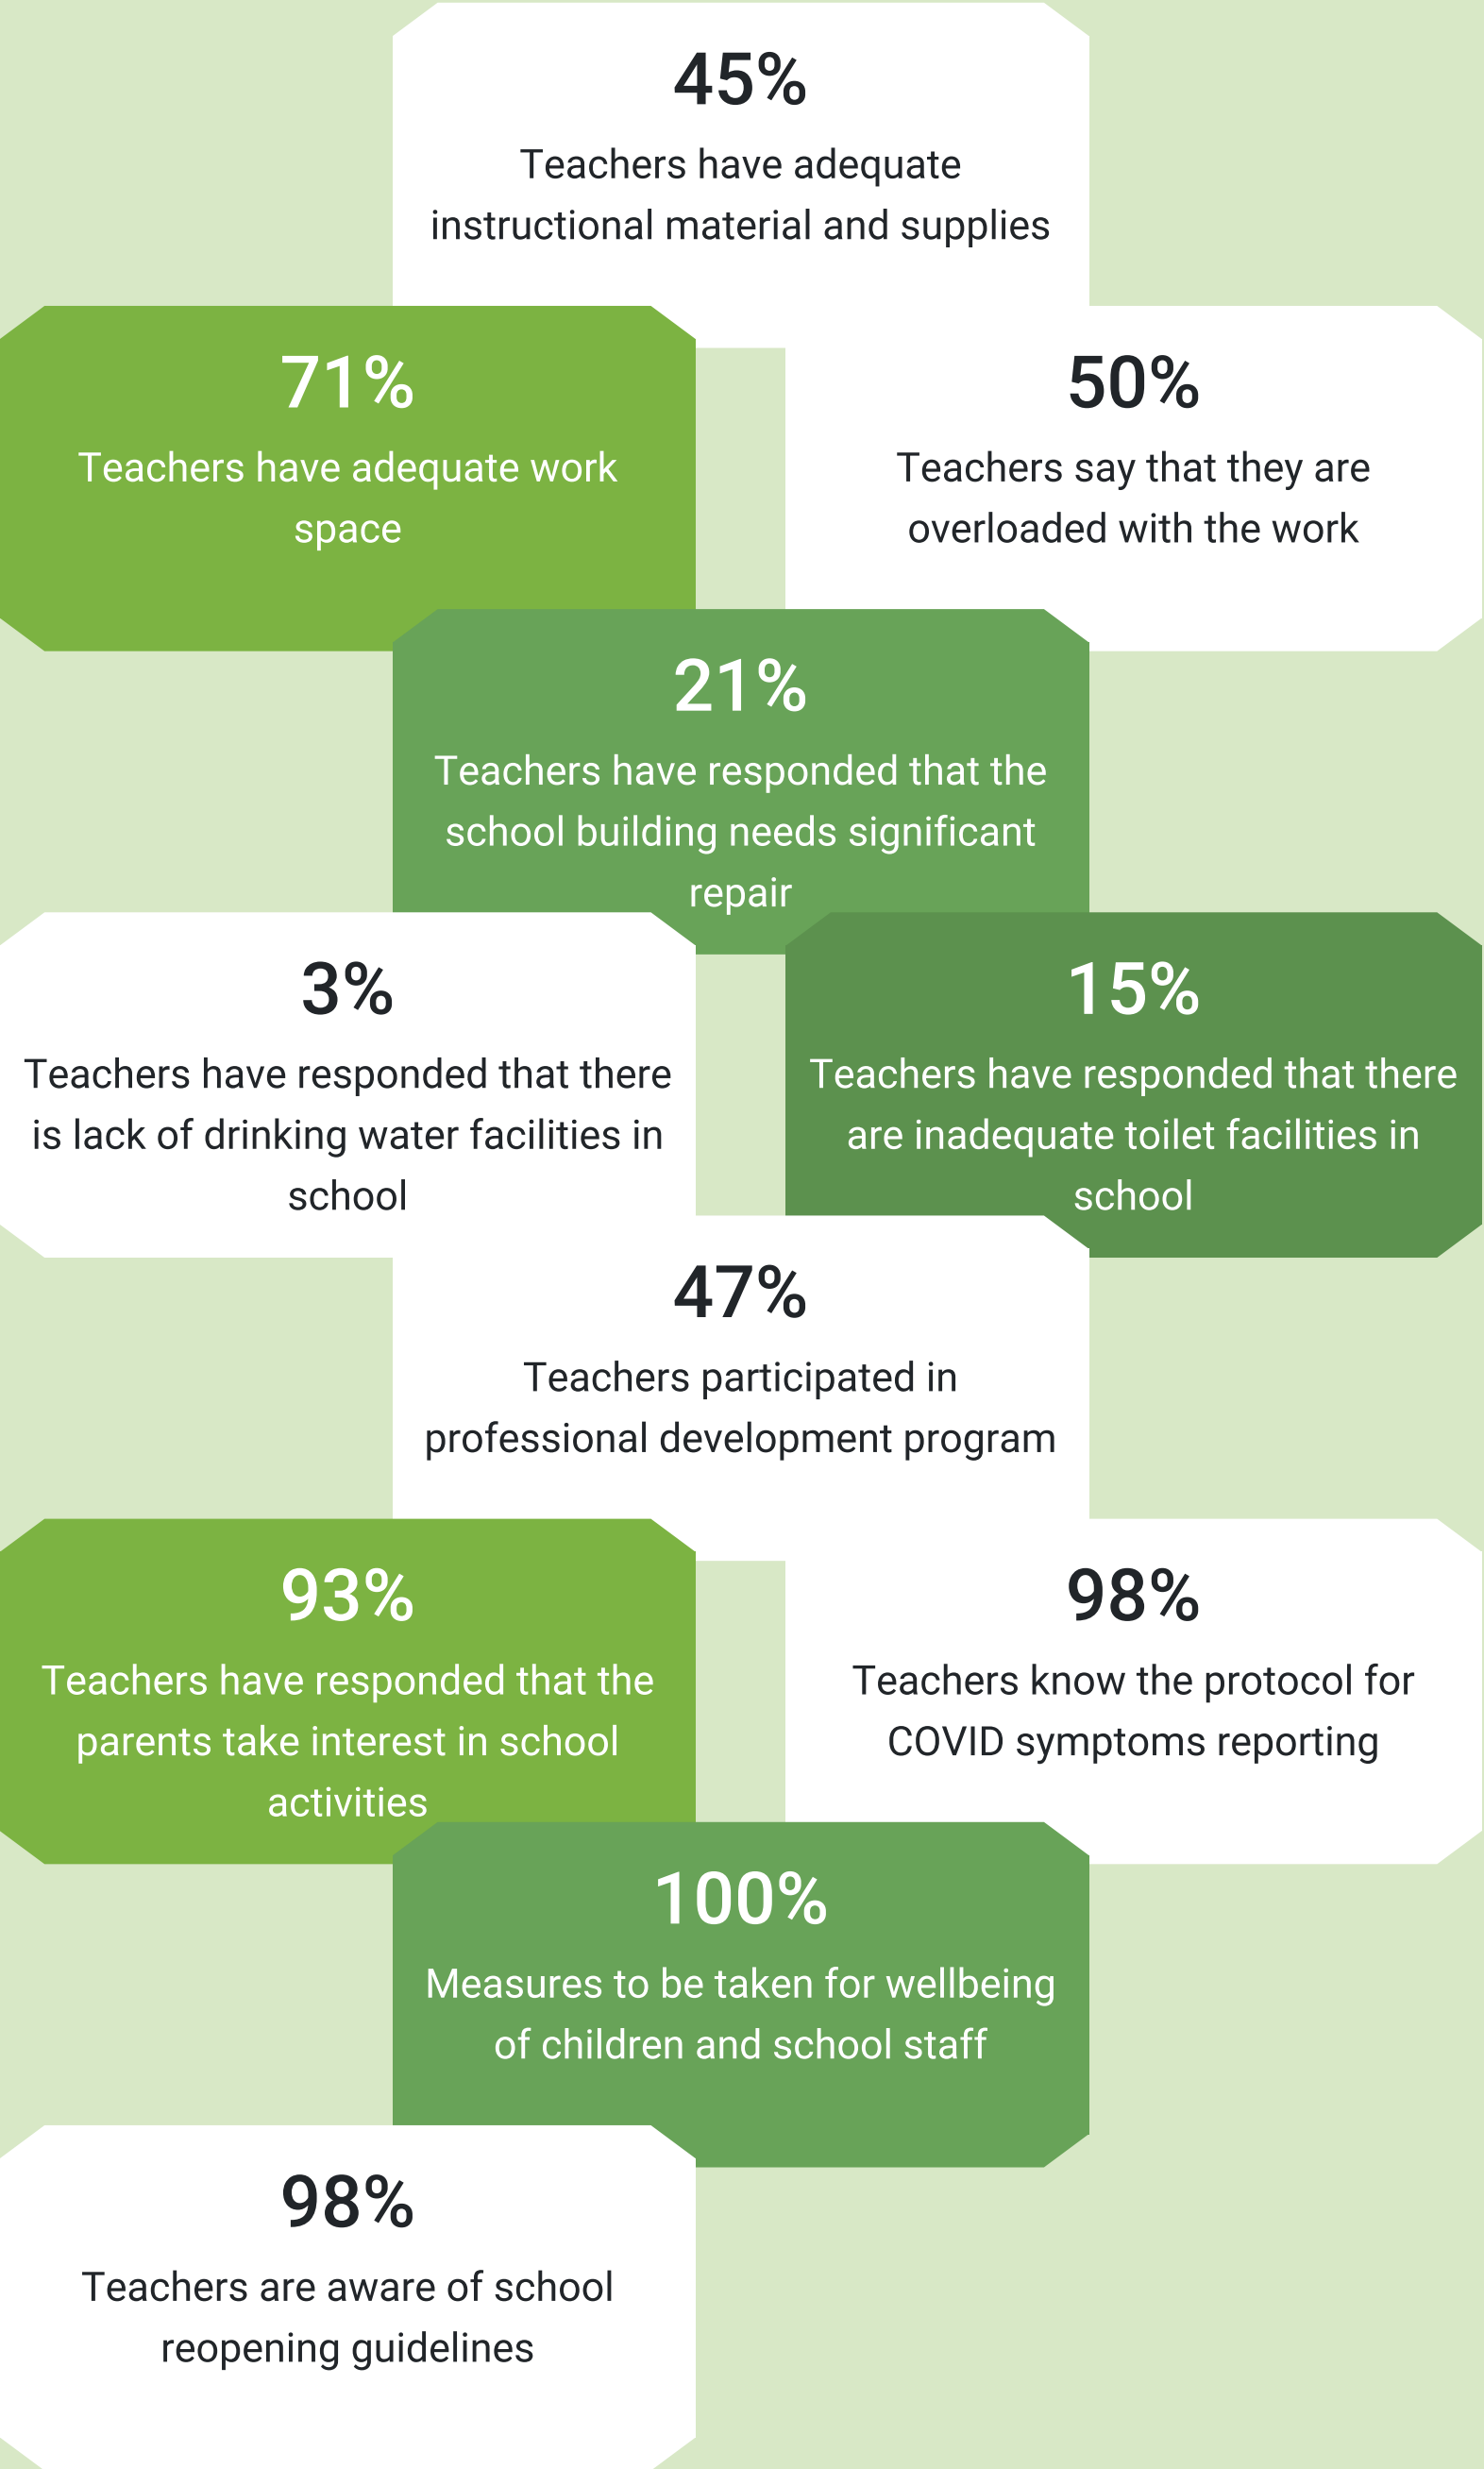 45%
Teachers have adequate
instructional material and supplies
71%
Teachers have adequate work
space
50%
Teachers say that they are
overloaded with the work
21%
Teachers have responded that the
school building needs significant
repair
3%
Teachers have responded that there
is lack of drinking water facilities in
school
15%
Teachers have responded that there
are inadequate toilet facilities in
school
47%
Teachers participated in
professional development program
93%
Teachers have responded that the
parents take interest in school
activities
98%
Teachers know the protocol for
COVID symptoms reporting
100%
Measures to be taken for wellbeing
of children and school staff
98%
Teachers are aware of school
reopening guidelines